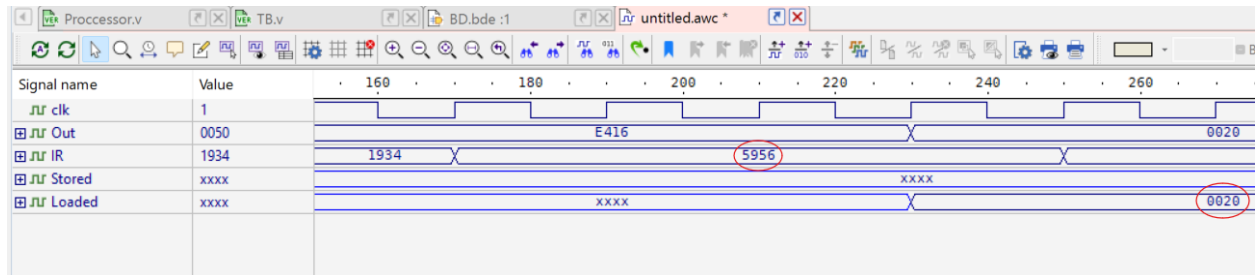 Proccessor.v TB.v BD.bde :1 untitled.awc *
Signal name Value 160 180 200 220 240 260
clk 1
Out 0050 E416 0020
IR 1934 1934 5956
Stored xxxx xxxx
Loaded xxxx xxxx 0020